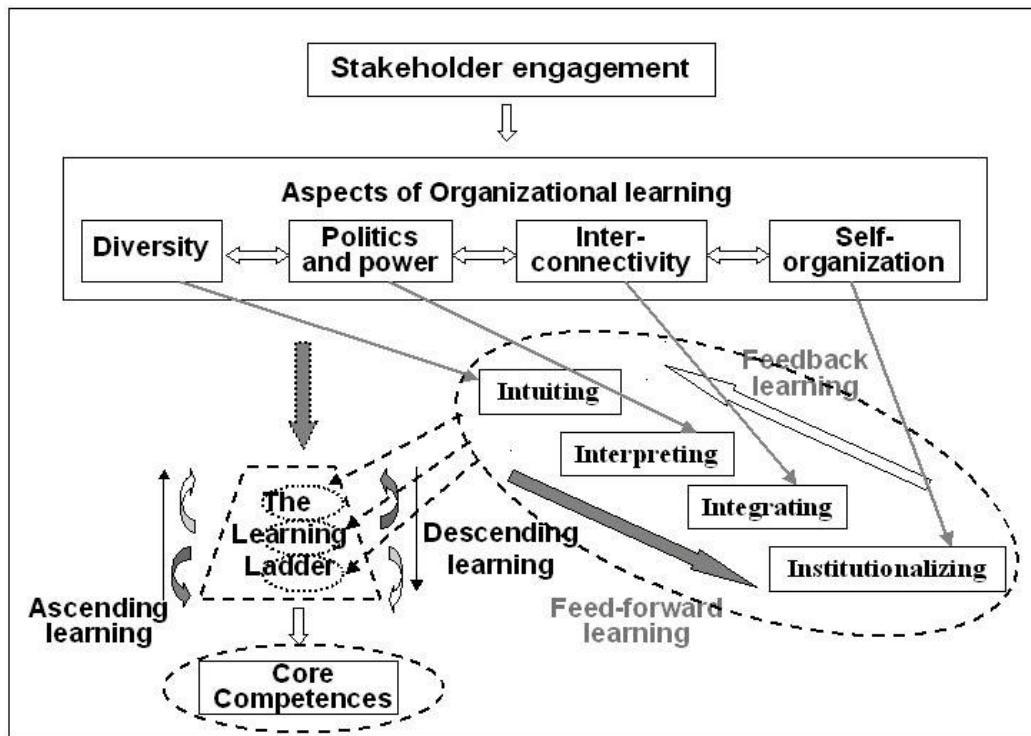 Stakeholder engagement
Aspects of Organizational learning
Diversity
Politics
and power
Inter-
connectivity
Self-
organization
Feedback
learning
Intuiting
Interpreting
Integrating
Institutionalizing
Feed-forward
learning
The
Learning
Ladder
Descending
learning
Ascending
learning
Core
Competences